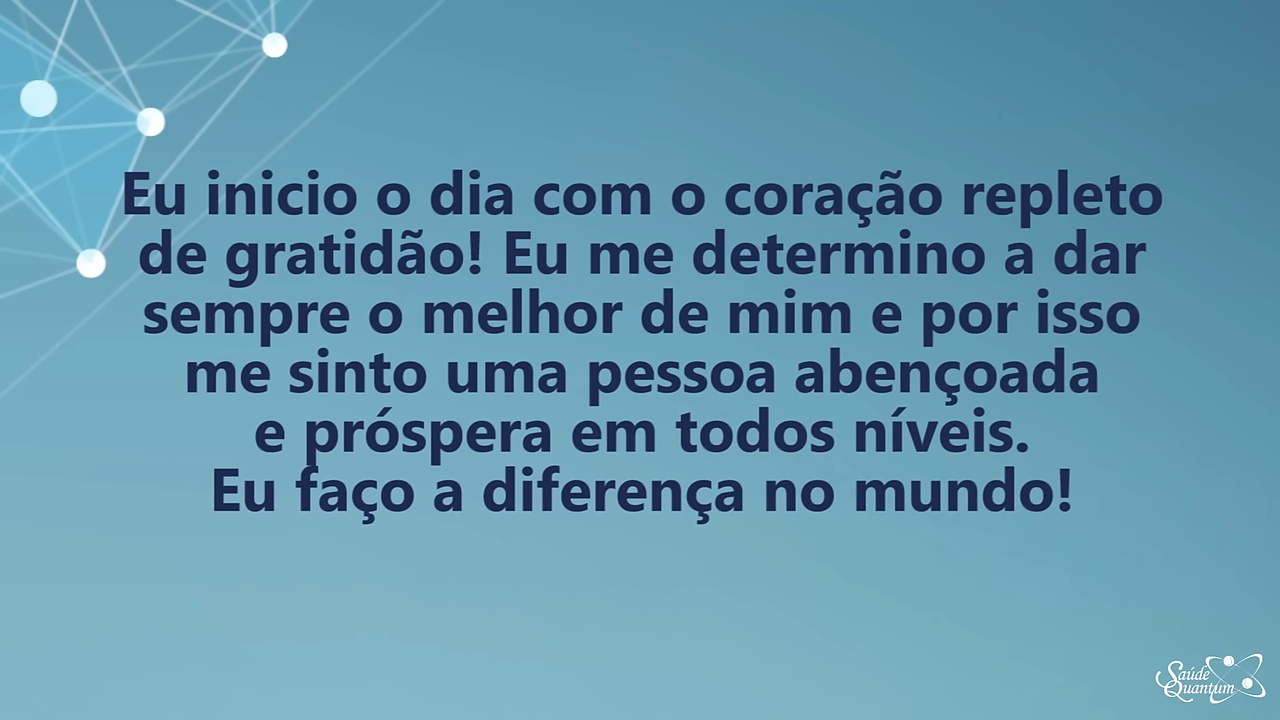 Eu inicio o dia com o coração repleto
de gratidão! Eu me determino a dar
sempre o melhor de mim e por isso
me sinto uma pessoa abençoada
e próspera em todos níveis.
Eu faço a diferença no mundo!
Saúde
Quantum